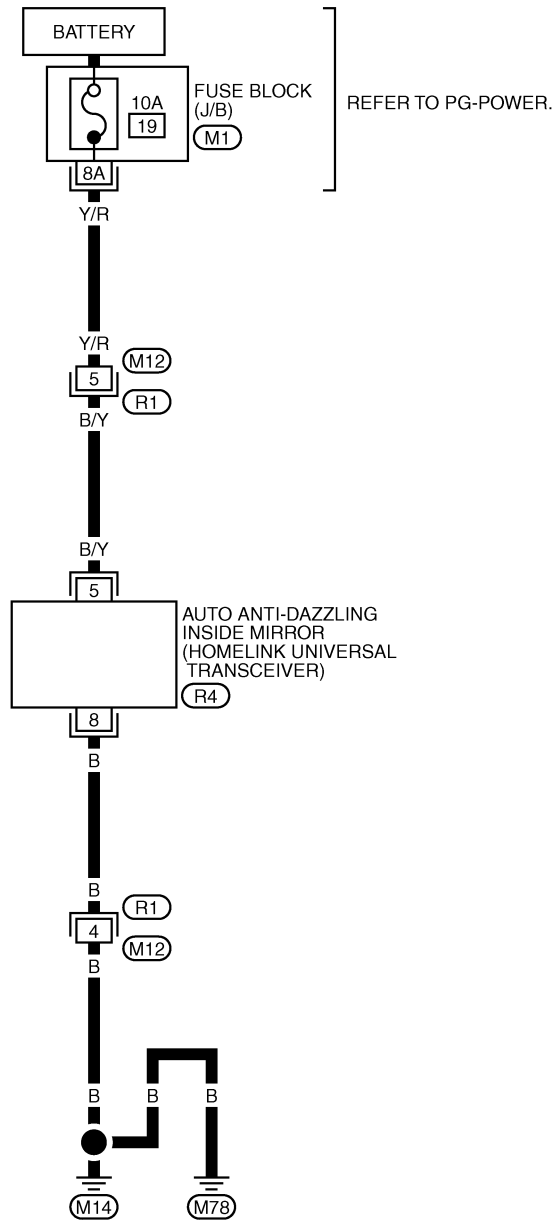 BATTERY
FUSE BLOCK
(J/B)
10A
19
M1
REFER TO PG-POWER.
8A
Y/R
Y/R
M12
5
R1
B/Y
B/Y
5
AUTO ANTI-DAZZLING
INSIDE MIRROR
(HOMELINK UNIVERSAL
TRANSCEIVER)
R4
8
B
B
R1
4
M12
B
B
B
B
M14
M78